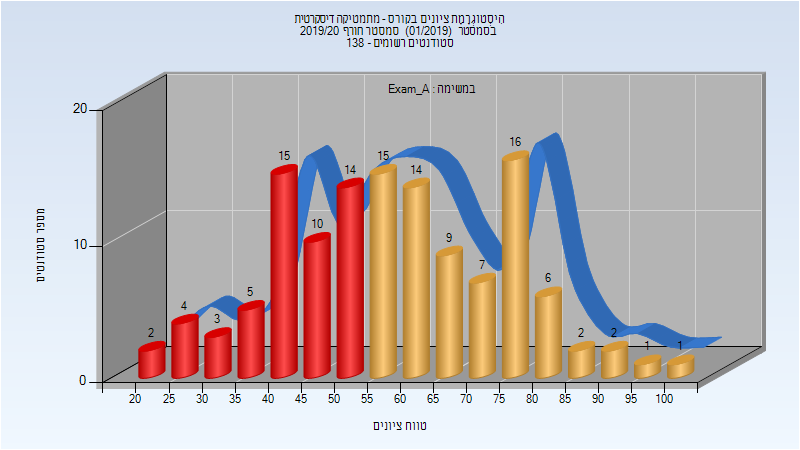 היסטוגרמת ציונים בקורס - מתמטיקה דיסקרטית
בסמסטר (01/2019) סמסטר חורף 2019/20
סטודנטים רשומים - 138
במשימה : Exam_A
מספר סטודנטים
20
10
0
2
4
3
5
15
10
14
15
14
9
7
16
6
2
2
1
1
20 25 30 35 40 45 50 55 60 65 70 75 80 85 90 95 100
טווח ציונים